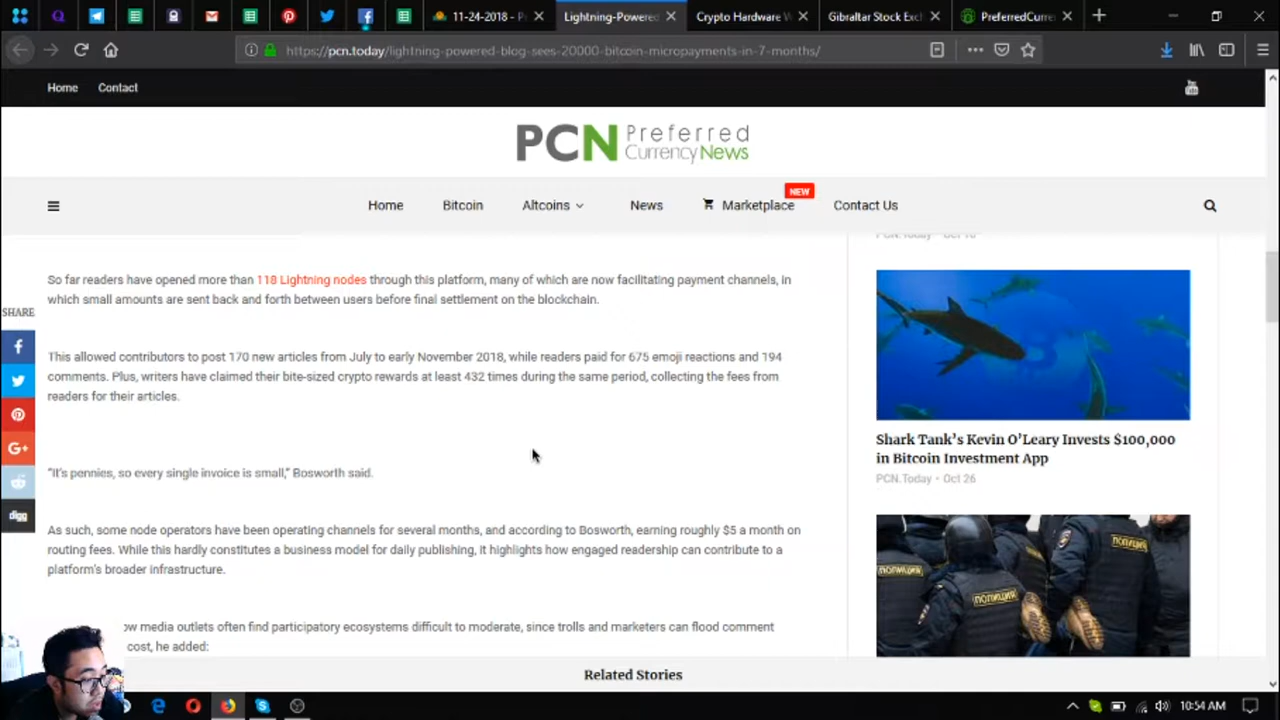 11-24-2018 - P
Lightning-Powered
Crypto Hardware W
Gibraltar Stock Exc
PreferredCurre
https://pcn.today/lightning-powered-blog-sees-20000-bitcoin-micropayments-in-7-months/
Home Contact
PCN Preferred
Currency News
NEW
Home Bitcoin Altcoins News Marketplace Contact Us
PCN.Today - Oct 16
So far readers have opened more than 118 Lightning nodes through this platform, many of which are now facilitating payment channels, in
which small amounts are sent back and forth between users before final settlement on the blockchain.
SHARE
This allowed contributors to post 170 new articles from July to early November 2018, while readers paid for 675 emoji reactions and 194
comments. Plus, writers have claimed their bite-sized crypto rewards at least 432 times during the same period, collecting the fees from
readers for their articles.
Shark Tank's Kevin O'Leary Invests $100,000
in Bitcoin Investment App
PCN.Today - Oct 26
"It's pennies, so every single invoice is small," Bosworth said.
digg
As such, some node operators have been operating channels for several months, and according to Bosworth, earning roughly $5 a month on
routing fees. While this hardly constitutes a business model for daily publishing, it highlights how engaged readership can contribute to a
platform's broader infrastructure.
ПОЛИЦИЯ
ПОЛИЦИЯ
ПОЛИЦИЯ
ow media outlets often find participatory ecosystems difficult to moderate, since trolls and marketers can flood comment
cost, he added:
Related Stories
10:54 AM